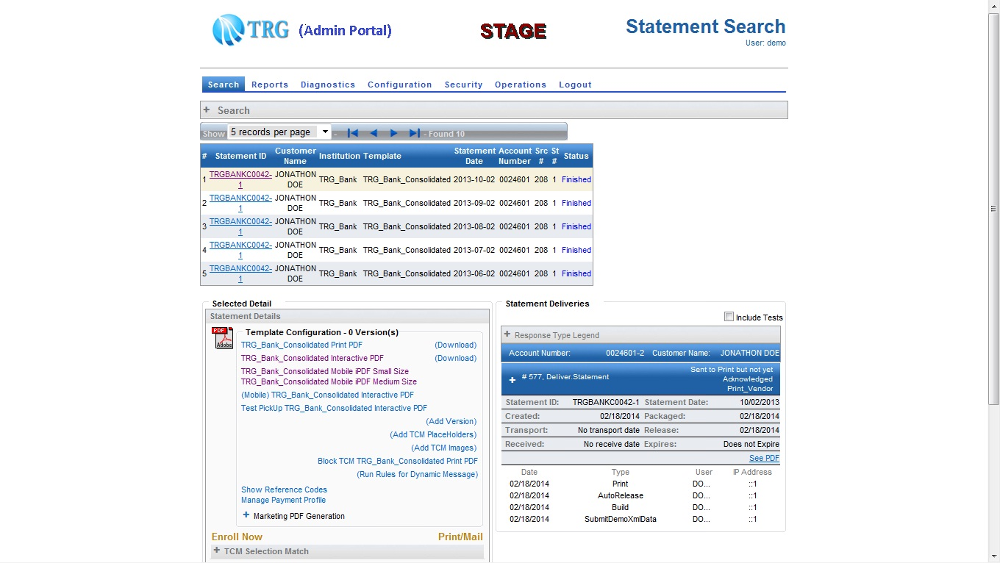 TRG (Admin Portal) STAGE Statement Search
User: demo
Search Reports Diagnostics Configuration Security Operations Logout
+ Search
Show 5 records per page - - Found 10
# Statement ID Customer Name Institution Template Statement Date Account Number Src # St # Status
1 TRGBANKC0042-1 JONATHON DOE TRG_Bank TRG_Bank_Consolidated 2013-10-02 0024601 208 1 Finished
2 TRGBANKC0042-1 JONATHON DOE TRG_Bank TRG_Bank_Consolidated 2013-09-02 0024601 208 1 Finished
3 TRGBANKC0042-1 JONATHON DOE TRG_Bank TRG_Bank_Consolidated 2013-08-02 0024601 208 1 Finished
4 TRGBANKC0042-1 JONATHON DOE TRG_Bank TRG_Bank_Consolidated 2013-07-02 0024601 208 1 Finished
5 TRGBANKC0042-1 JONATHON DOE TRG_Bank TRG_Bank_Consolidated 2013-06-02 0024601 208 1 Finished
Selected Detail
Statement Details
PDF
Adobe
Template Configuration - 0 Version(s)
TRG_Bank_Consolidated Print PDF (Download)
TRG_Bank_Consolidated Interactive PDF (Download)
TRG_Bank_Consolidated Mobile iPDF Small Size
TRG_Bank_Consolidated Mobile iPDF Medium Size
(Mobile) TRG_Bank_Consolidated Interactive PDF
Test PickUp TRG_Bank_Consolidated Interactive PDF
(Add Version)
(Add TCM PlaceHolders)
(Add TCM Images)
Block TCM TRG_Bank_Consolidated Print PDF
(Run Rules for Dynamic Message)
Show Reference Codes
Manage Payment Profile
+ Marketing PDF Generation
Enroll Now Print/Mail
+ TCM Selection Match
Statement Deliveries
Include Tests
+ Response Type Legend
Account Number: 0024601-2 Customer Name: JONATHON DOE
+ # 577, Deliver.Statement
Sent to Print but not yet
Acknowledged
Print_Vendor
Statement ID: TRGBANKC0042-1 Statement Date: 10/02/2013
Created: 02/18/2014 Packaged: 02/18/2014
Transport: No transport date Release: 02/18/2014
Received: No receive date Expires: Does not Expire
See PDF
Date Type User IP Address
02/18/2014 Print DO... ::1
02/18/2014 AutoRelease DO... ::1
02/18/2014 Build DO... ::1
02/18/2014 SubmitDemoXmlData DO... ::1